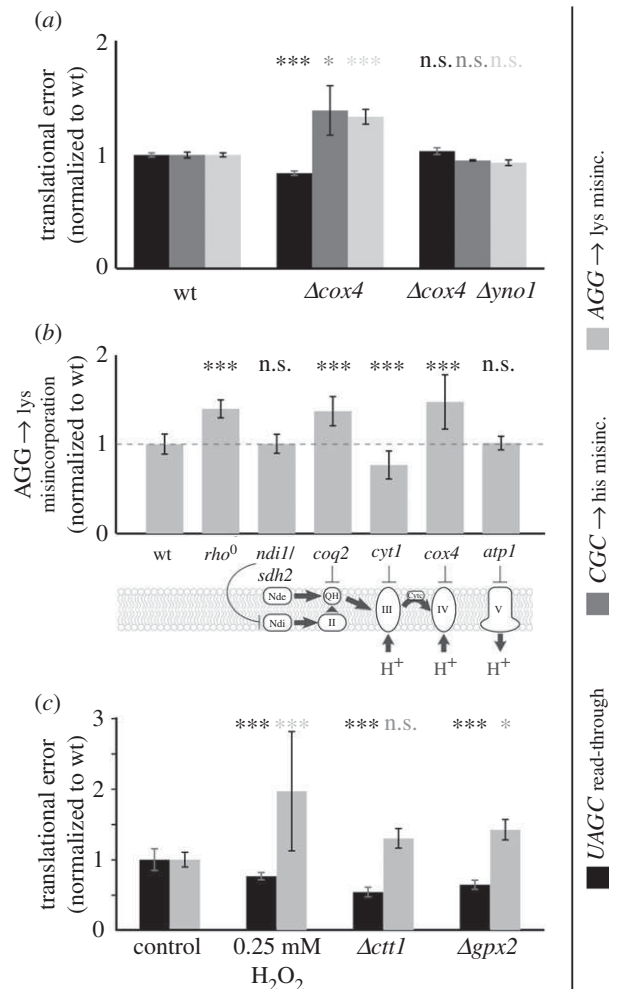 (a)
2
1
0
translational error
(normalized to wt)
*** * ***
n.s. n.s. n.s.
wt Δcox4 Δcox4 Δyno1
(b)
2
1
0
AGG → lys
misincorporation
(normalized to wt)
*** n.s. *** *** *** n.s.
wt rho⁰ ndi1/ coq2 cyt1 cox4 atp1
sdh2
Nde QH Cytc
Ndi II III IV V
H⁺ H⁺ H⁺
(c)
3
2
1
0
translational error
(normalized to wt)
*** *** *** n.s. *** *
control 0.25 mM Δctt1 Δgpx2
H₂O₂
AGG → lys misinc.
CGC → his misinc.
UAGC read-through